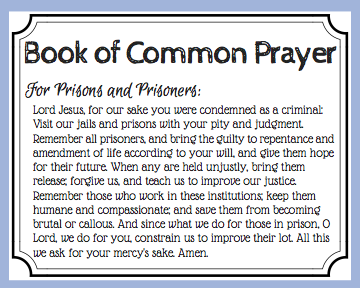 Book of Common Prayer
For Prisons and Prisoners:
Lord Jesus, for our sake you were condemned as a criminal:
Visit our jails and prisons with your pity and judgment.
Remember all prisoners, and bring the guilty to repentance and
amendment of life according to your will, and give them hope
for their future. When any are held unjustly, bring them
release; forgive us, and teach us to improve our justice.
Remember those who work in these institutions; keep them
humane and compassionate; and save them from becoming
brutal or callous. And since what we do for those in prison, O
Lord, we do for you, constrain us to improve their lot. All this
we ask for your mercy's sake. Amen.